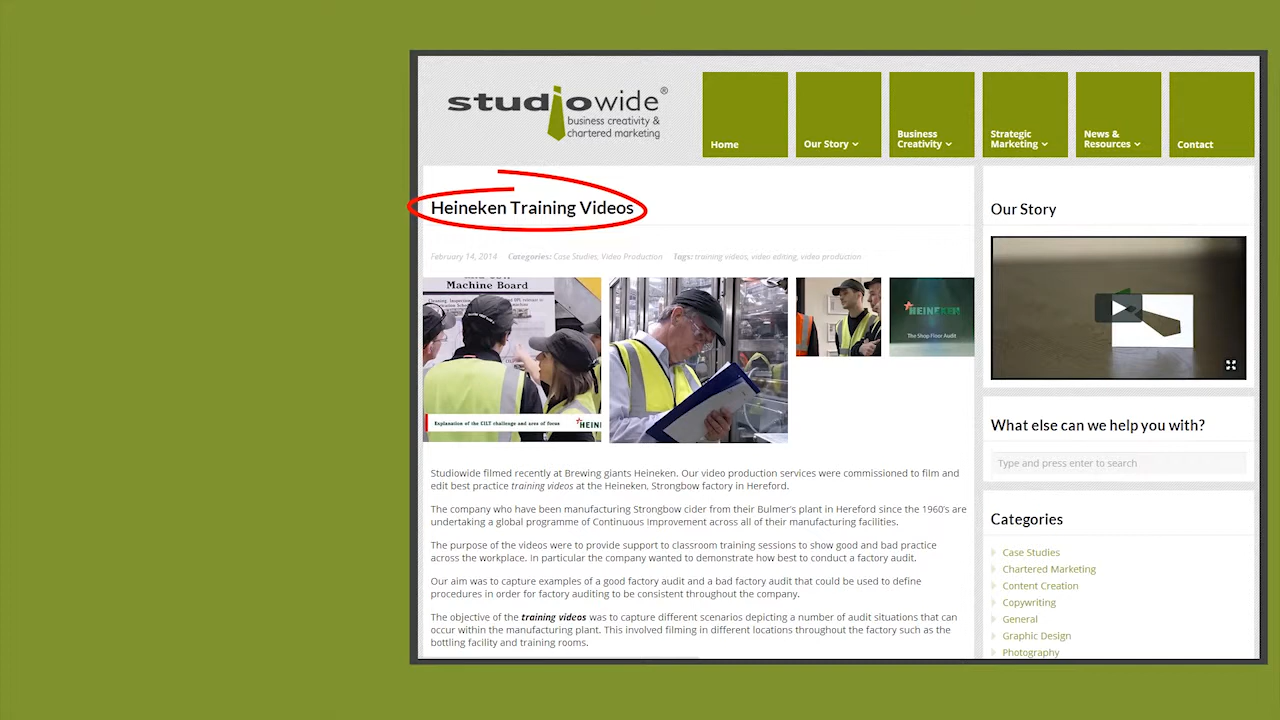 studiowide®
business creativity &
chartered marketing
Home
Our Story
Business
Creativity
Strategic
Marketing
News &
Resources
Contact
Heineken Training Videos
February 14, 2014 Categories: Case Studies, Video Production Tags: training videos, video editing, video production
Machine Board
Explanation of the CILT challenge and area of focus
HEINEKEN
The Shop Floor Audit
Studiowide filmed recently at Brewing giants Heineken. Our video production services were commissioned to film and
edit best practice training videos at the Heineken, Strongbow factory in Hereford.
The company who have been manufacturing Strongbow cider from their Bulmer's plant in Hereford since the 1960's are
undertaking a global programme of Continuous Improvement across all of their manufacturing facilities.
The purpose of the videos were to provide support to classroom training sessions to show good and bad practice
across the workplace. In particular the company wanted to demonstrate how best to conduct a factory audit.
Our aim was to capture examples of a good factory audit and a bad factory audit that could be used to define
procedures in order for factory auditing to be consistent throughout the company.
The objective of the training videos was to capture different scenarios depicting a number of audit situations that can
occur within the manufacturing plant. This involved filming in different locations throughout the factory such as the
bottling facility and training rooms.
Our Story
What else can we help you with?
Type and press enter to search
Categories
Case Studies
Chartered Marketing
Content Creation
Copywriting
General
Graphic Design
Photography